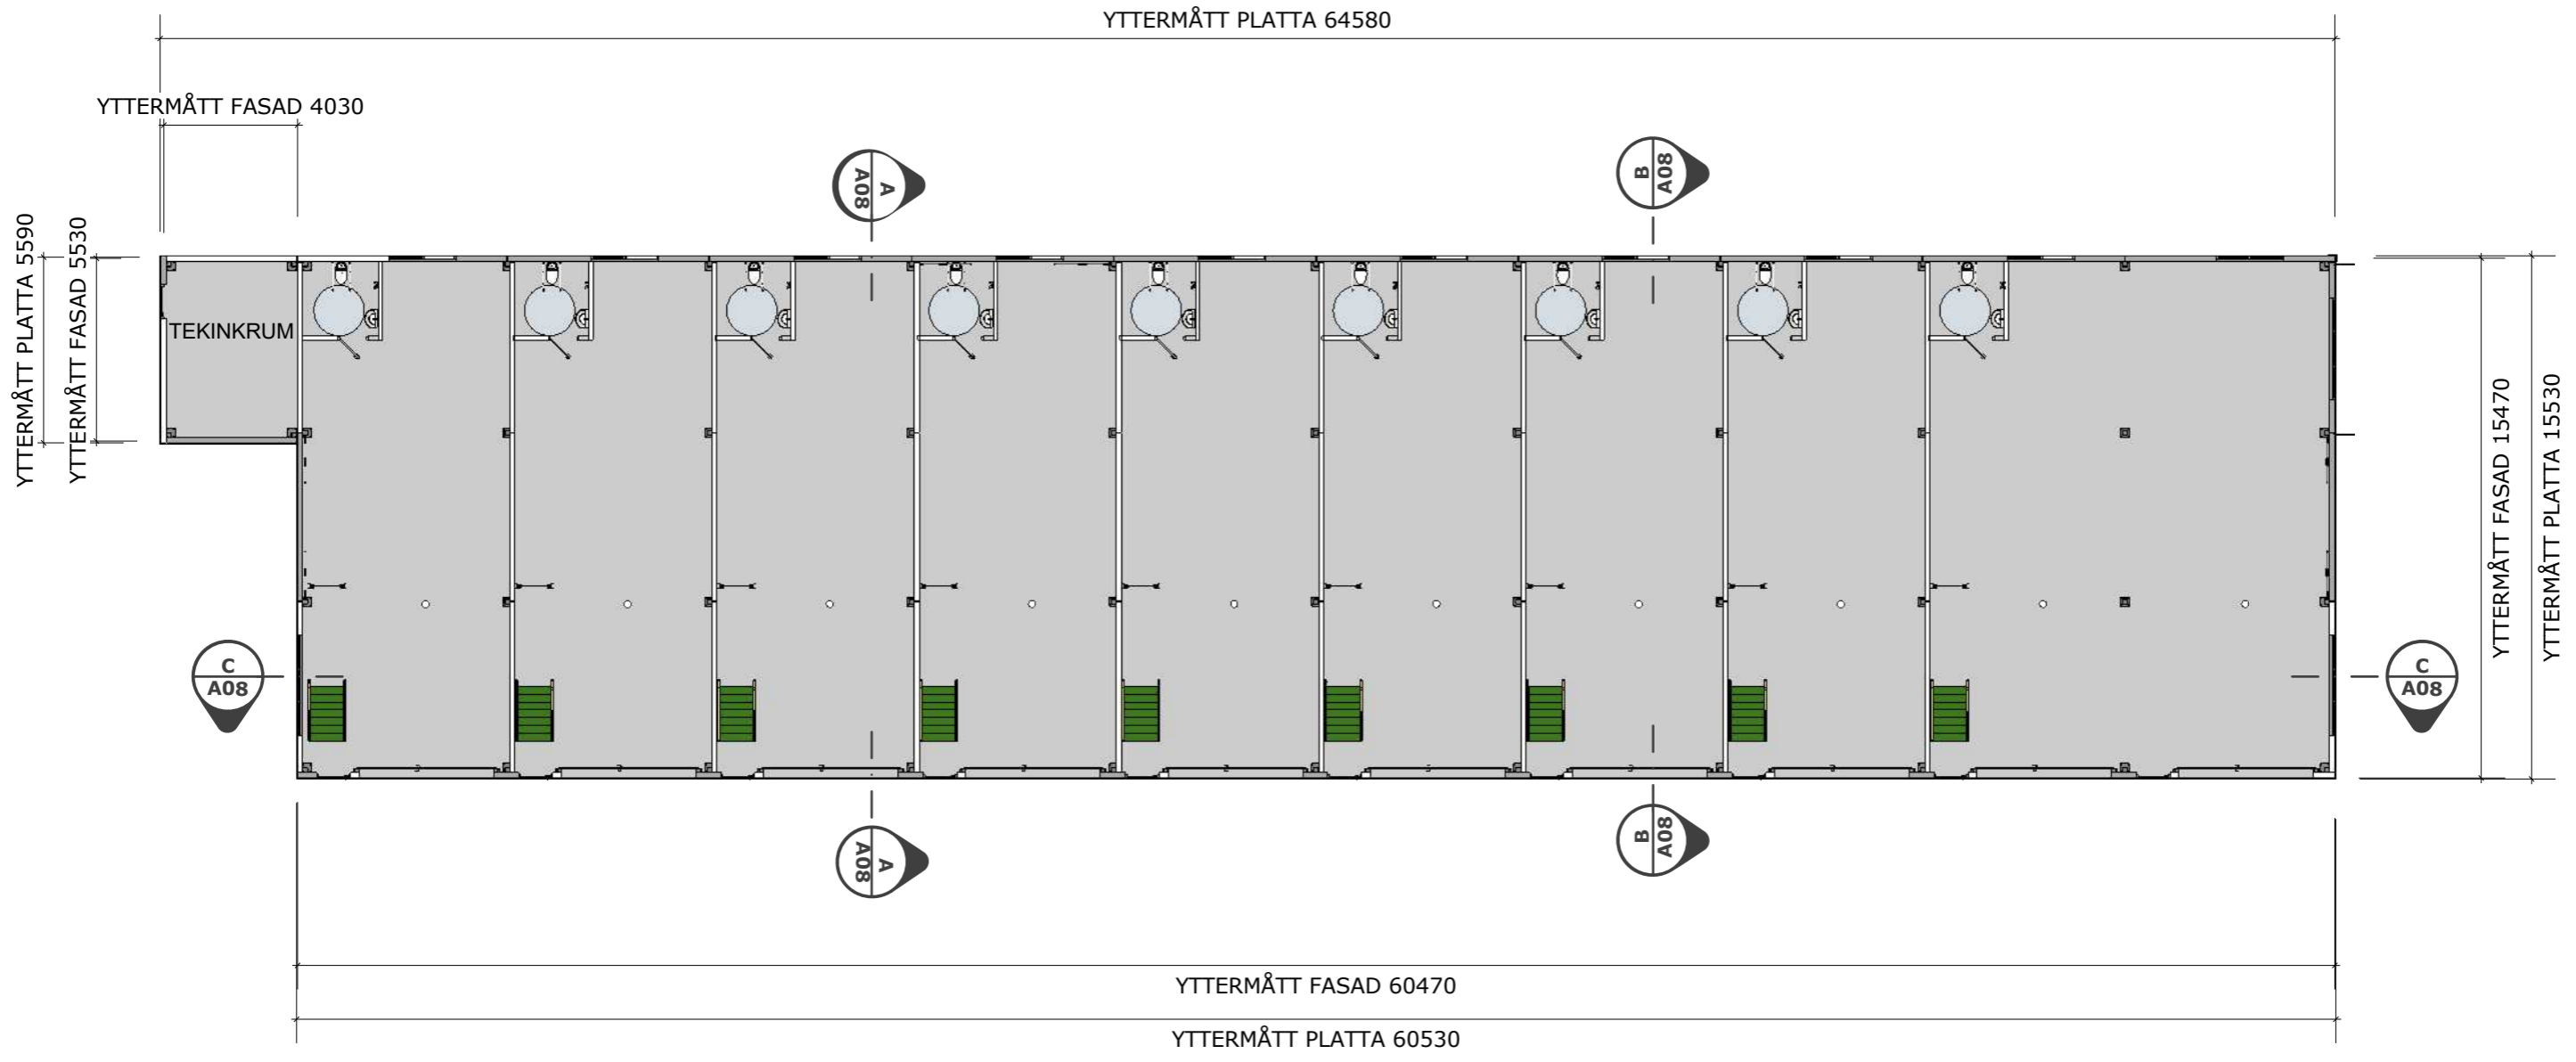 YTTERMÅTT PLATTA 64580
YTTERMÅTT FASAD 4030
A
A08
B
A08
YTTERMÅTT PLATTA 5590
YTTERMÅTT FASAD 5530
TEKINKRUM
YTTERMÅTT FASAD 15470
YTTERMÅTT PLATTA 15530
C
A08
C
A08
A
A08
B
A08
YTTERMÅTT FASAD 60470
YTTERMÅTT PLATTA 60530